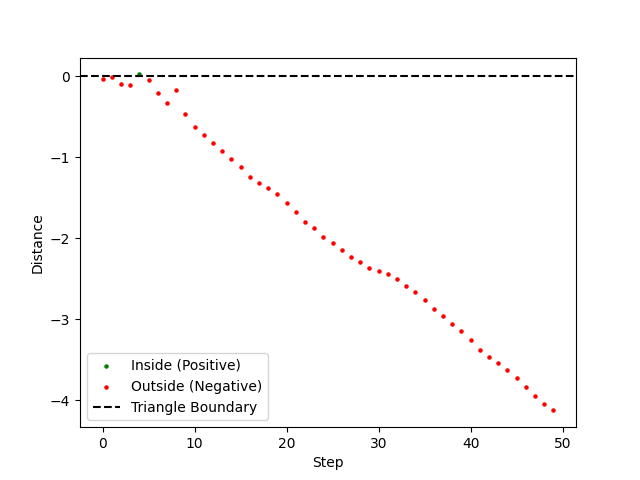 0
−1
−2
−3
−4
Distance
Inside (Positive)
Outside (Negative)
Triangle Boundary
0 10 20 30 40 50
Step